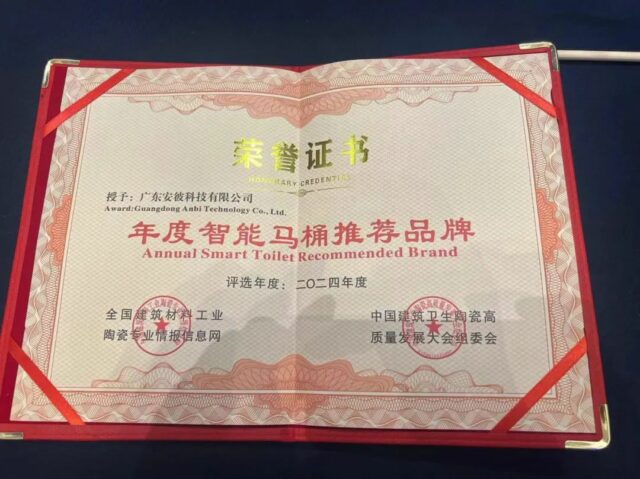 荣誉证书
HONORARY CREDENTIAL
授予：广东安彼科技有限公司
Award:Guangdong Anbi Technology Co., Ltd.
年度智能马桶推荐品牌
Annual Smart Toilet Recommended Brand
评选年度：二〇二四年度
全国建筑材料工业
陶瓷专业情报信息网
中国建筑卫生陶瓷高
质量发展大会组委会